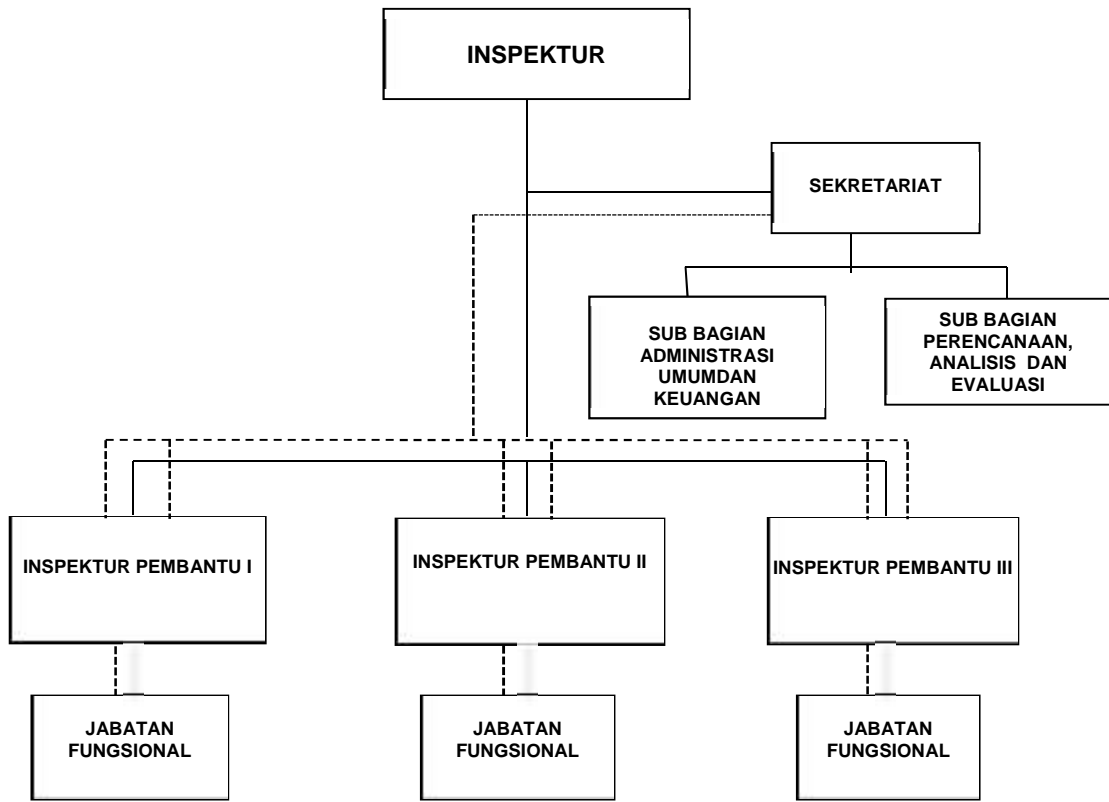 INSPEKTUR
SEKRETARIAT
SUB BAGIAN
ADMINISTRASI
UMUMDAN
KEUANGAN
SUB BAGIAN
PERENCANAAN,
ANALISIS DAN
EVALUASI
INSPEKTUR PEMBANTU I
INSPEKTUR PEMBANTU II
INSPEKTUR PEMBANTU III
JABATAN
FUNGSIONAL
JABATAN
FUNGSIONAL
JABATAN
FUNGSIONAL